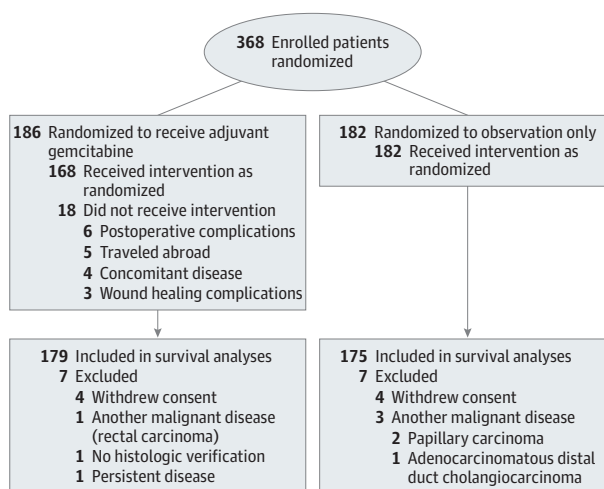 368 Enrolled patients
randomized
186 Randomized to receive adjuvant
gemcitabine
168 Received intervention as
randomized
18 Did not receive intervention
6 Postoperative complications
5 Traveled abroad
4 Concomitant disease
3 Wound healing complications
182 Randomized to observation only
182 Received intervention as
randomized
179 Included in survival analyses
7 Excluded
4 Withdrew consent
1 Another malignant disease
(rectal carcinoma)
1 No histologic verification
1 Persistent disease
175 Included in survival analyses
7 Excluded
4 Withdrew consent
3 Another malignant disease
2 Papillary carcinoma
1 Adenocarcinomatous distal
duct cholangiocarcinoma